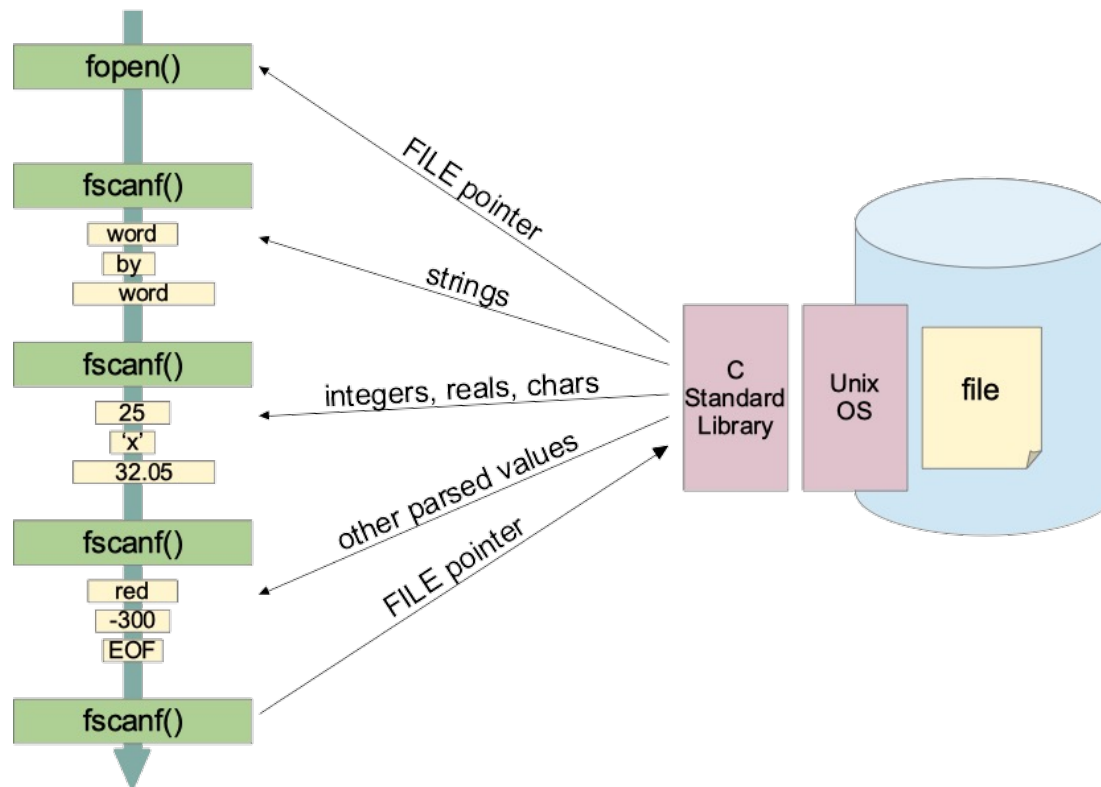 fopen()
FILE pointer
fscanf()
word
by
word
strings
fscanf()
25
‘x’
32.05
integers, reals, chars
fscanf()
red
-300
EOF
other parsed values
fscanf()
FILE pointer
C
Standard
Library
Unix
OS
file